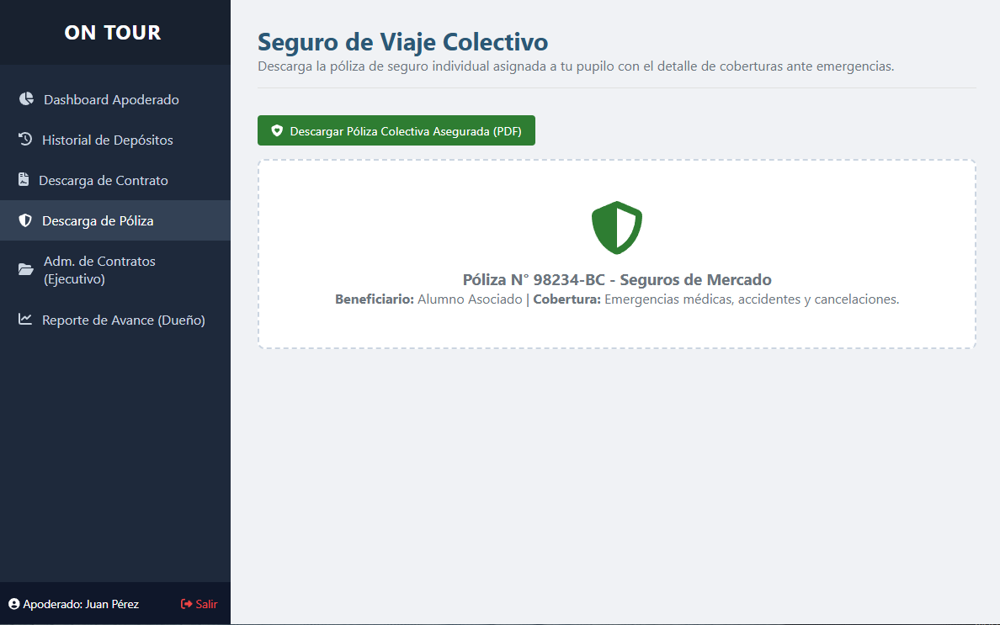 ON TOUR
Dashboard Apoderado
Historial de Depósitos
Descarga de Contrato
Descarga de Póliza
Adm. de Contratos
(Ejecutivo)
Reporte de Avance (Dueño)
Apoderado: Juan Pérez
Salir
Seguro de Viaje Colectivo
Descarga la póliza de seguro individual asignada a tu pupilo con el detalle de coberturas ante emergencias.
Descargar Póliza Colectiva Asegurada (PDF)
Póliza N° 98234-BC - Seguros de Mercado
Beneficiario: Alumno Asociado | Cobertura: Emergencias médicas, accidentes y cancelaciones.